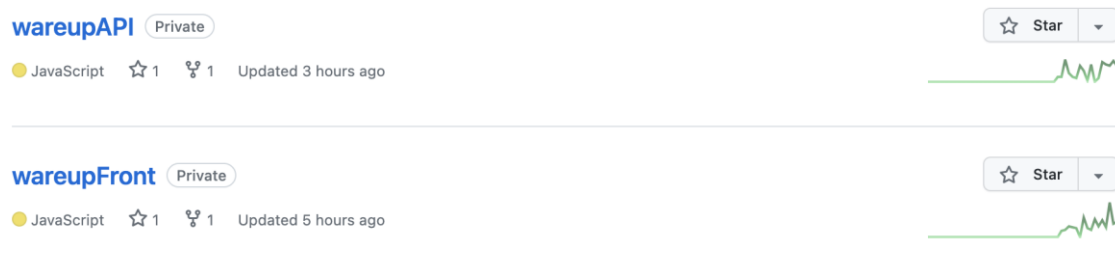 wareupAPI Private Star
JavaScript 1 1 Updated 3 hours ago
wareupFront Private Star
JavaScript 1 1 Updated 5 hours ago